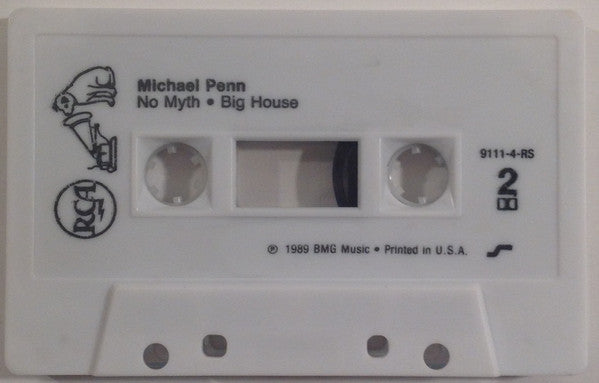 Michael Penn
No Myth • Big House
9111-4-RS
2
RCA
℗ 1989 BMG Music • Printed in U.S.A.